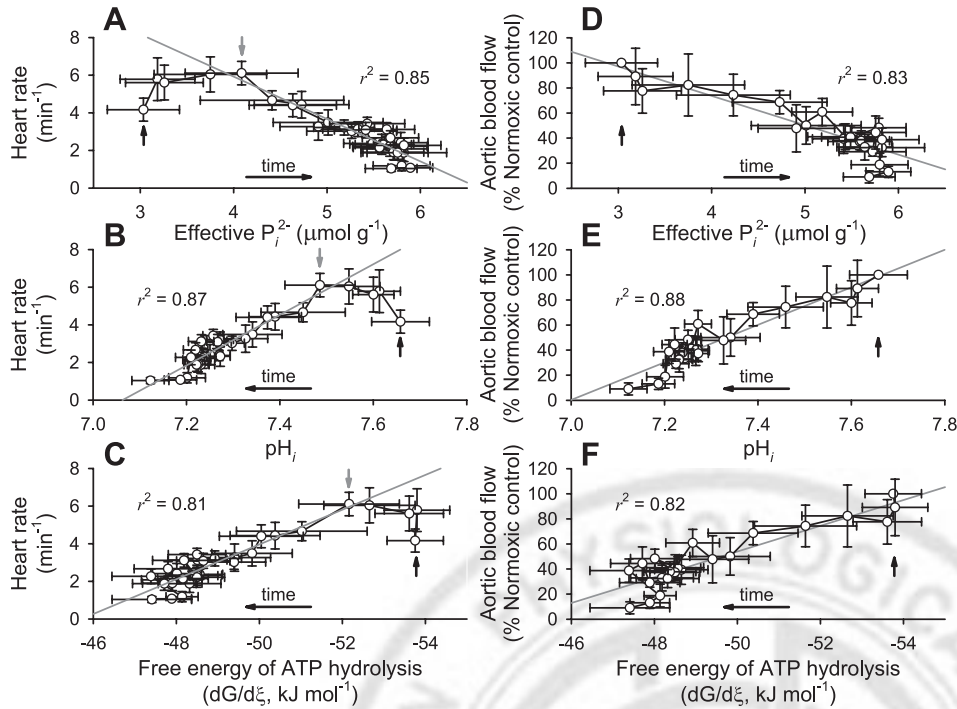 A
Heart rate
(min⁻¹)
8
6
4
2
0
r² = 0.85
time
3 4 5 6
Effective Pᵢ²⁻ (μmol g⁻¹)
D
Aortic blood flow
(% Normoxic control)
120
100
80
60
40
20
0
r² = 0.83
time
3 4 5 6
Effective Pᵢ²⁻ (μmol g⁻¹)
B
Heart rate
(min⁻¹)
8
6
4
2
0
r² = 0.87
time
7.0 7.2 7.4 7.6 7.8
pHᵢ
E
Aortic blood flow
(% Normoxic control)
120
100
80
60
40
20
0
r² = 0.88
time
7.0 7.2 7.4 7.6 7.8
pHᵢ
C
Heart rate
(min⁻¹)
8
6
4
2
0
r² = 0.81
time
-46 -48 -50 -52 -54
Free energy of ATP hydrolysis
(dG/dξ, kJ mol⁻¹)
F
Aortic blood flow
(% Normoxic control)
120
100
80
60
40
20
0
r² = 0.82
time
-46 -48 -50 -52 -54
Free energy of ATP hydrolysis
(dG/dξ, kJ mol⁻¹)